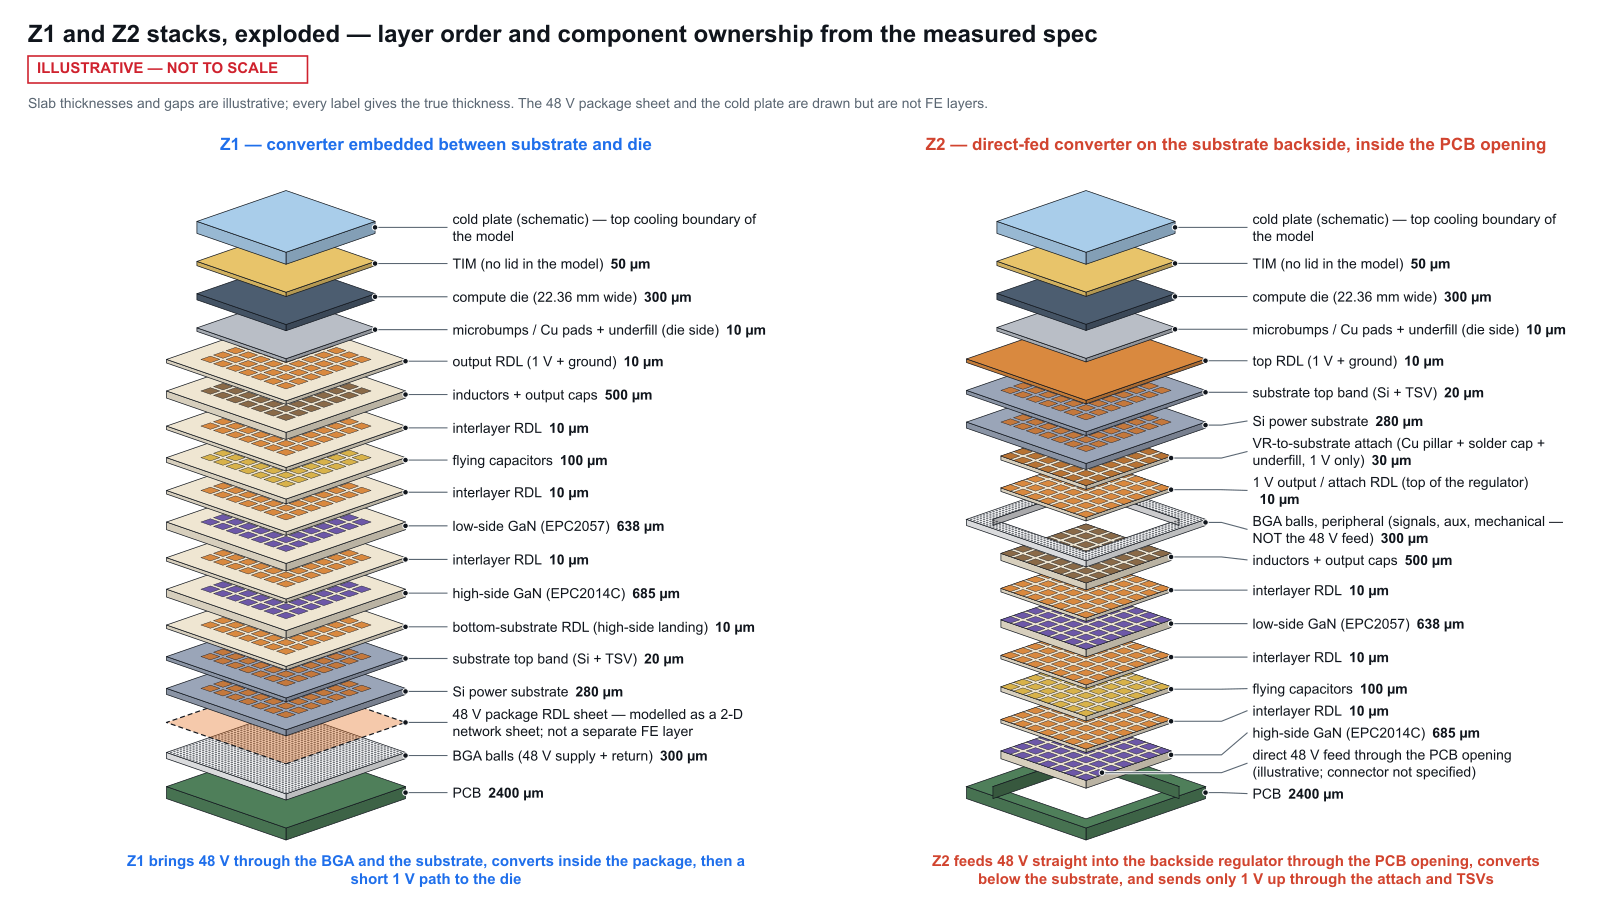 Z1 and Z2 stacks, exploded — layer order and component ownership from the measured spec
ILLUSTRATIVE — NOT TO SCALE
Slab thicknesses and gaps are illustrative; every label gives the true thickness. The 48 V package sheet and the cold plate are drawn but are not FE layers.
Z1 — converter embedded between substrate and die
cold plate (schematic) — top cooling boundary of
the model
TIM (no lid in the model) 50 µm
compute die (22.36 mm wide) 300 µm
microbumps / Cu pads + underfill (die side) 10 µm
output RDL (1 V + ground) 10 µm
inductors + output caps 500 µm
interlayer RDL 10 µm
flying capacitors 100 µm
interlayer RDL 10 µm
low-side GaN (EPC2057) 638 µm
interlayer RDL 10 µm
high-side GaN (EPC2014C) 685 µm
bottom-substrate RDL (high-side landing) 10 µm
substrate top band (Si + TSV) 20 µm
Si power substrate 280 µm
48 V package RDL sheet — modelled as a 2-D
network sheet; not a separate FE layer
BGA balls (48 V supply + return) 300 µm
PCB 2400 µm
Z1 brings 48 V through the BGA and the substrate, converts inside the package, then a
short 1 V path to the die
Z2 — direct-fed converter on the substrate backside, inside the PCB opening
cold plate (schematic) — top cooling boundary of
the model
TIM (no lid in the model) 50 µm
compute die (22.36 mm wide) 300 µm
microbumps / Cu pads + underfill (die side) 10 µm
top RDL (1 V + ground) 10 µm
substrate top band (Si + TSV) 20 µm
Si power substrate 280 µm
VR-to-substrate attach (Cu pillar + solder cap +
underfill, 1 V only) 30 µm
1 V output / attach RDL (top of the regulator)
10 µm
BGA balls, peripheral (signals, aux, mechanical —
NOT the 48 V feed) 300 µm
inductors + output caps 500 µm
interlayer RDL 10 µm
low-side GaN (EPC2057) 638 µm
interlayer RDL 10 µm
flying capacitors 100 µm
interlayer RDL 10 µm
high-side GaN (EPC2014C) 685 µm
direct 48 V feed through the PCB opening
(illustrative; connector not specified)
PCB 2400 µm
Z2 feeds 48 V straight into the backside regulator through the PCB opening, converts
below the substrate, and sends only 1 V up through the attach and TSVs